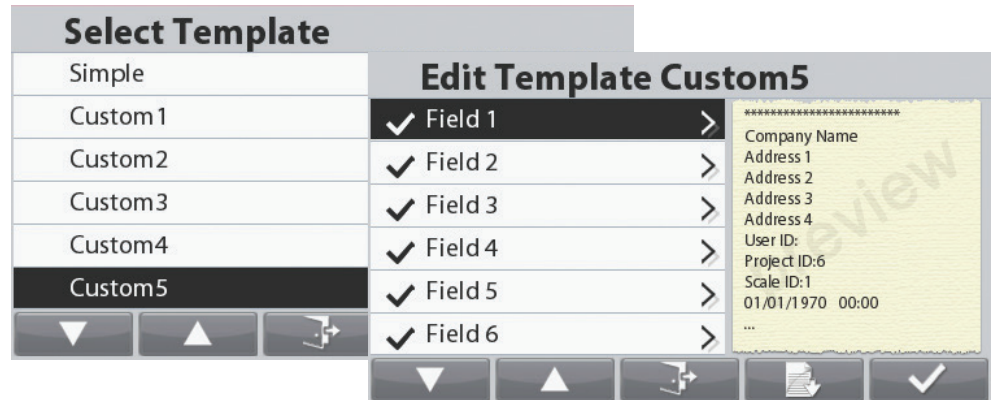 Select Template
Simple
Custom1
Custom2
Custom3
Custom4
Custom5
Edit Template Custom5
Field 1
Field 2
Field 3
Field 4
Field 5
Field 6
************************
Company Name
Address 1
Address 2
Address 3
Address 4
User ID:
Project ID:6
Scale ID:1
01/01/1970 00:00
...
Preview